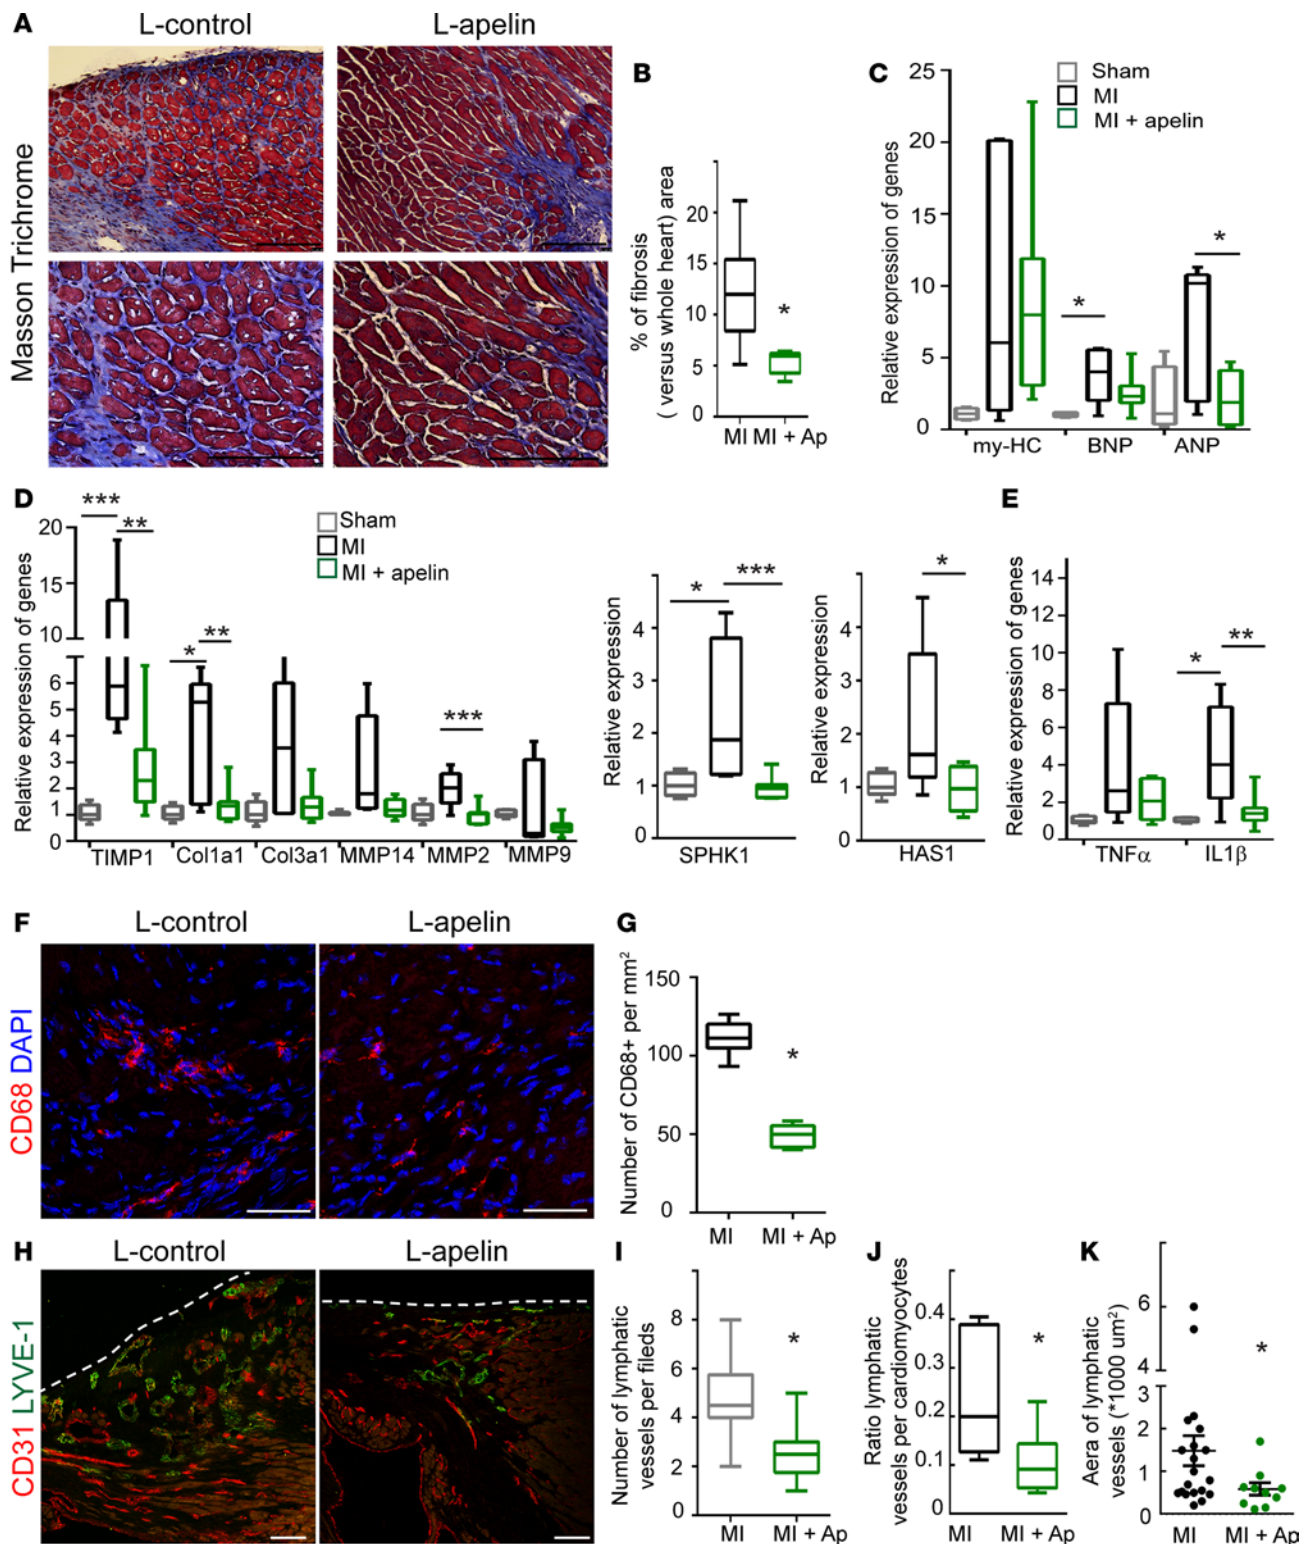 A
L-control
L-apelin
Masson Trichrome
B
% of fibrosis
( versus whole heart) area
20
15
10
5
0
MI
MI + Ap
*
C
Relative expression of genes
25
20
15
10
5
0
Sham
MI
MI + apelin
*
*
my-HC
BNP
ANP
D
Relative expression of genes
20
15
10
6
5
4
3
2
1
0
***
**
*
**
***
Sham
MI
MI + apelin
TIMP1
Col1a1
Col3a1
MMP14
MMP2
MMP9
Relative expression
4
3
2
1
0
*
***
SPHK1
Relative expression
5
4
3
2
1
0
*
HAS1
E
Relative expression of genes
14
12
10
8
6
4
2
0
*
**
TNFα
IL1β
F
L-control
L-apelin
CD68 DAPI
G
Number of CD68+ per mm²
150
100
50
0
*
MI
MI + Ap
H
L-control
L-apelin
CD31 LYVE-1
I
Number of lymphatic
vessels per fileds
8
6
4
2
0
*
MI
MI + Ap
J
Ratio lymphatic
vessels per cardiomyocytes
0.4
0.3
0.2
0.1
0
*
MI
MI + Ap
K
Aera of lymphatic
vessels (*1000 um²)
6
4
3
2
1
0
*
MI
MI + Ap